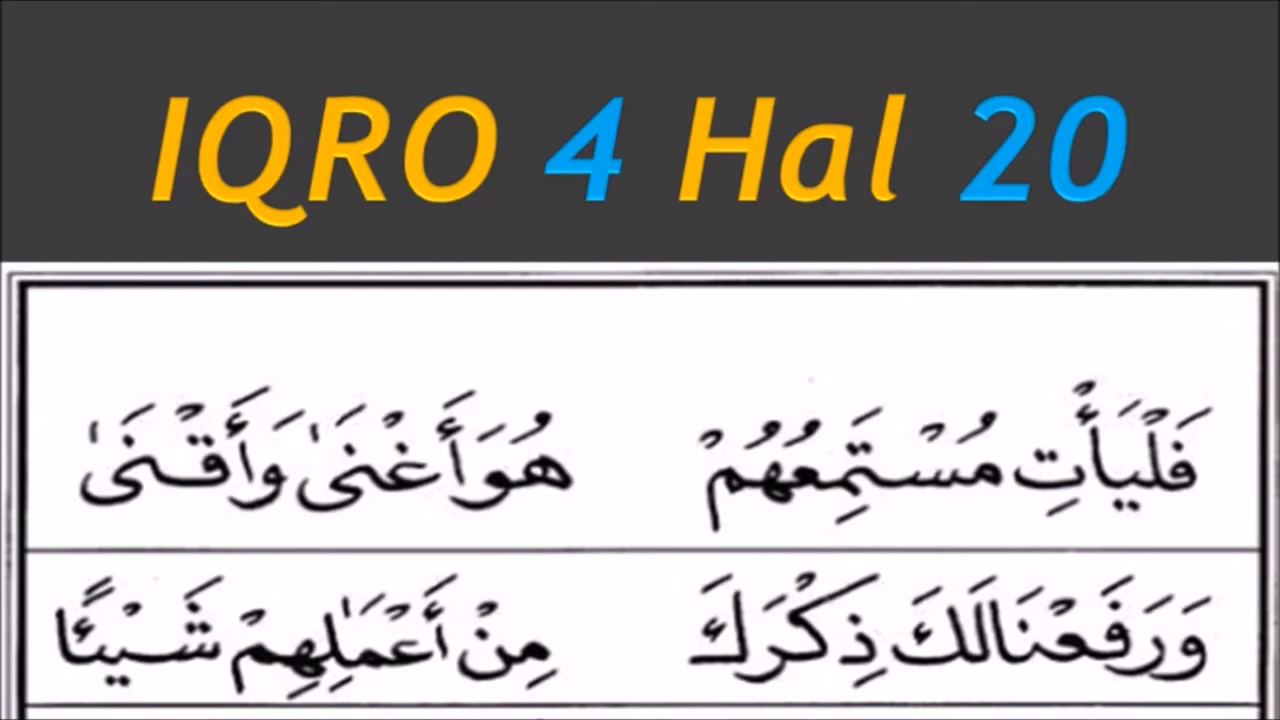 IQRO 4 Hal 20
فَلْيَأْتِ مُسْتَمِعُهُمْ هُوَ أَغْنَىٰ وَأَقْنَىٰ
وَرَفَعْنَا لَكَ ذِكْرَكَ مِنْ أَعْمَٰلِهِمْ شَيْئًا